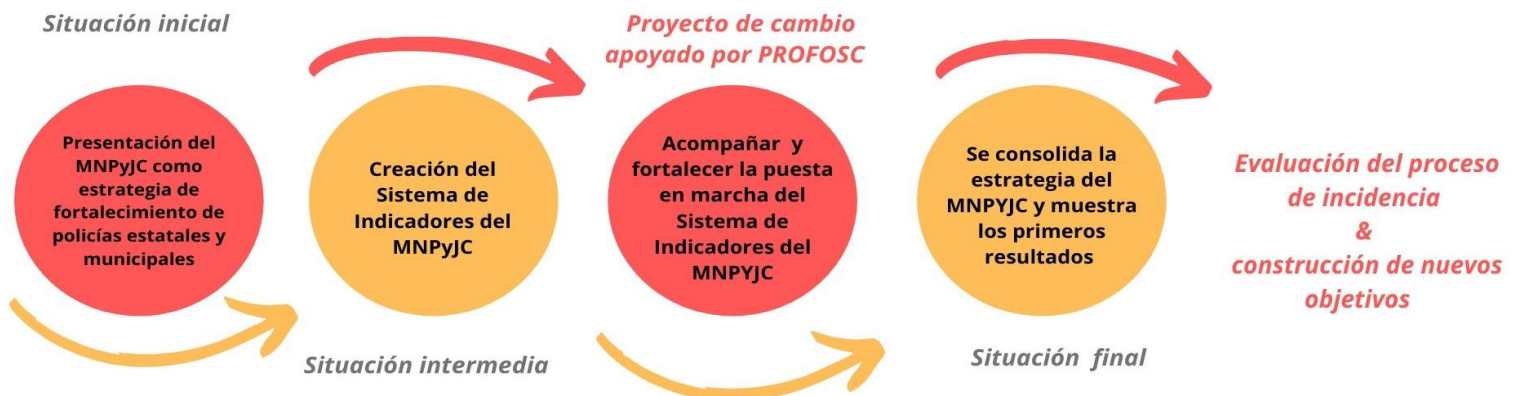 Situación inicial
Presentación del
MNPyJC como
estrategia de
fortalecimiento de
policías estatales y
municipales
Creación del
Sistema de
Indicadores del
MNPyJC
Situación intermedia
Proyecto de cambio
apoyado por PROFOSC
Acompañar y
fortalecer la puesta
en marcha del
Sistema de
Indicadores del
MNPYJC
Se consolida la
estrategia del
MNPYJC y muestra
los primeros
resultados
Situación final
Evaluación del proceso
de incidencia
&
construcción de nuevos
objetivos